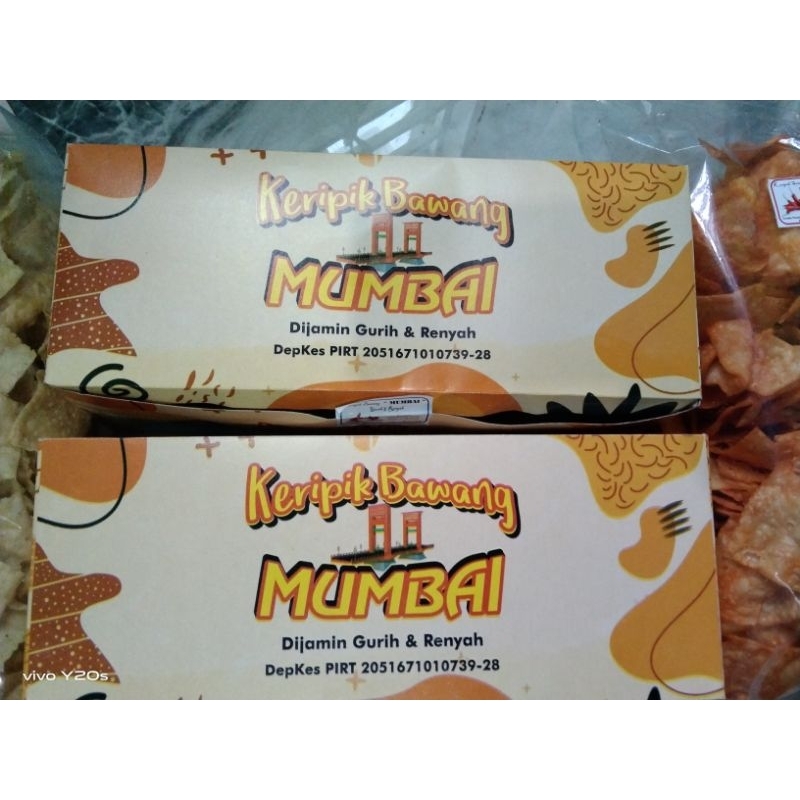 Keripik Bawang
MUMBAI
Dijamin Gurih & Renyah
DepKes PIRT 2051671010739-28
MUMBAI
Keripik Bawang
MUMBAI
Dijamin Gurih & Renyah
DepKes PIRT 2051671010739-28
vivo Y20s